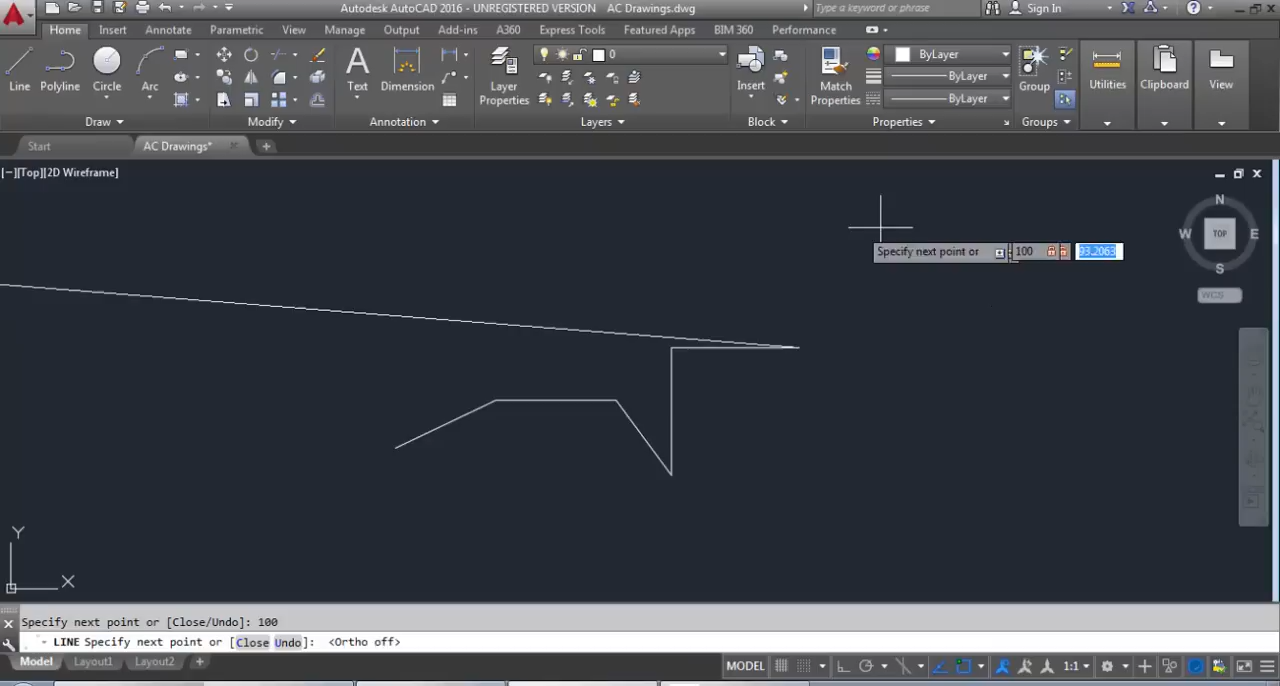 Autodesk AutoCAD 2016 - UNREGISTERED VERSION AC Drawings.dwg Type a keyword or phrase Sign In
Home Insert Annotate Parametric View Manage Output Add-ins A360 Express Tools Featured Apps BIM 360 Performance
0 ByLayer
Line Polyline Circle Arc Text Dimension Layer Properties Insert Match Properties ByLayer Group Utilities Clipboard View
ByLayer
Draw Modify Annotation Layers Block Properties Groups
Start AC Drawings*
[−][Top][2D Wireframe]
N
W TOP E
S
WCS
Specify next point or 100 93.2063
Y
X
Specify next point or [Close/Undo]: 100
- LINE Specify next point or [Close Undo]: <Ortho off>
Model Layout1 Layout2 + MODEL 1:1